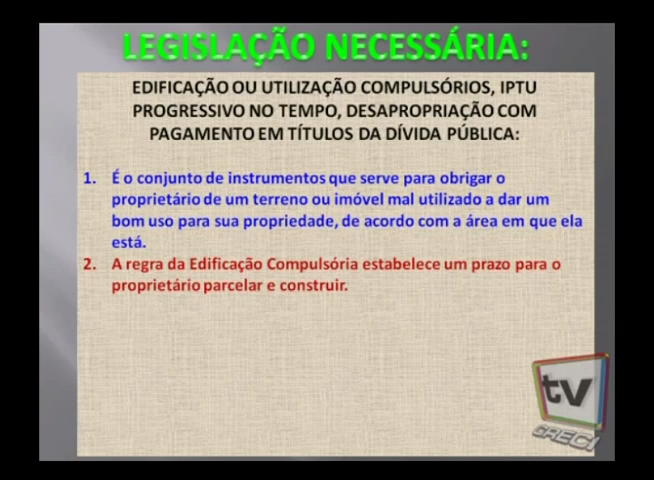 LEGISLAÇÃO NECESSÁRIA:
EDIFICAÇÃO OU UTILIZAÇÃO COMPULSÓRIOS, IPTU
PROGRESSIVO NO TEMPO, DESAPROPRIAÇÃO COM
PAGAMENTO EM TÍTULOS DA DÍVIDA PÚBLICA:
1. É o conjunto de instrumentos que serve para obrigar o
proprietário de um terreno ou imóvel mal utilizado a dar um
bom uso para sua propriedade, de acordo com a área em que ela
está.
2. A regra da Edificação Compulsória estabelece um prazo para o
proprietário parcelar e construir.
tv
CRECI